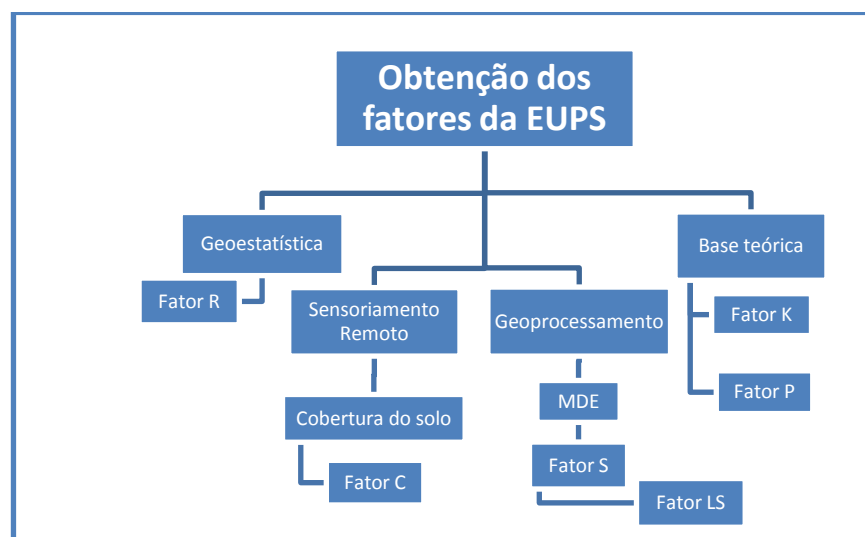 Obtenção dos
fatores da EUPS
Geoestatística
Fator R
Sensoriamento
Remoto
Cobertura do solo
Fator C
Geoprocessamento
MDE
Fator S
Fator LS
Base teórica
Fator K
Fator P